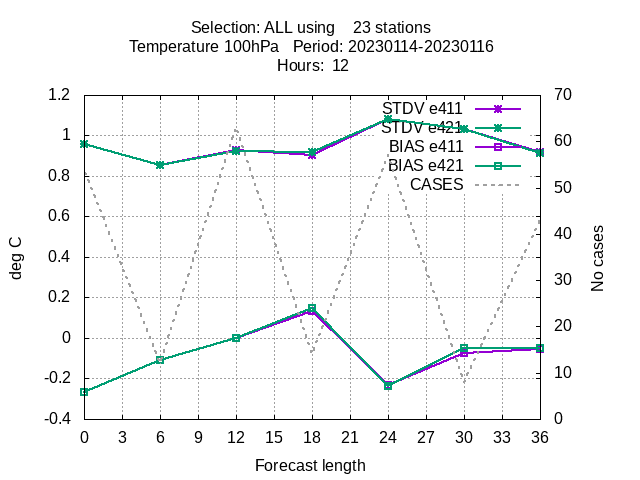 Selection: ALL using    23 stations
Temperature 100hPa   Period: 20230114-20230116
Hours:  12
1.2
1
0.8
0.6
0.4
0.2
0
-0.2
-0.4
deg C
STDV e411
STDV e421
BIAS e411
BIAS e421
CASES
70
60
50
40
30
20
10
0
No cases
0 3 6 9 12 15 18 21 24 27 30 33 36
Forecast length